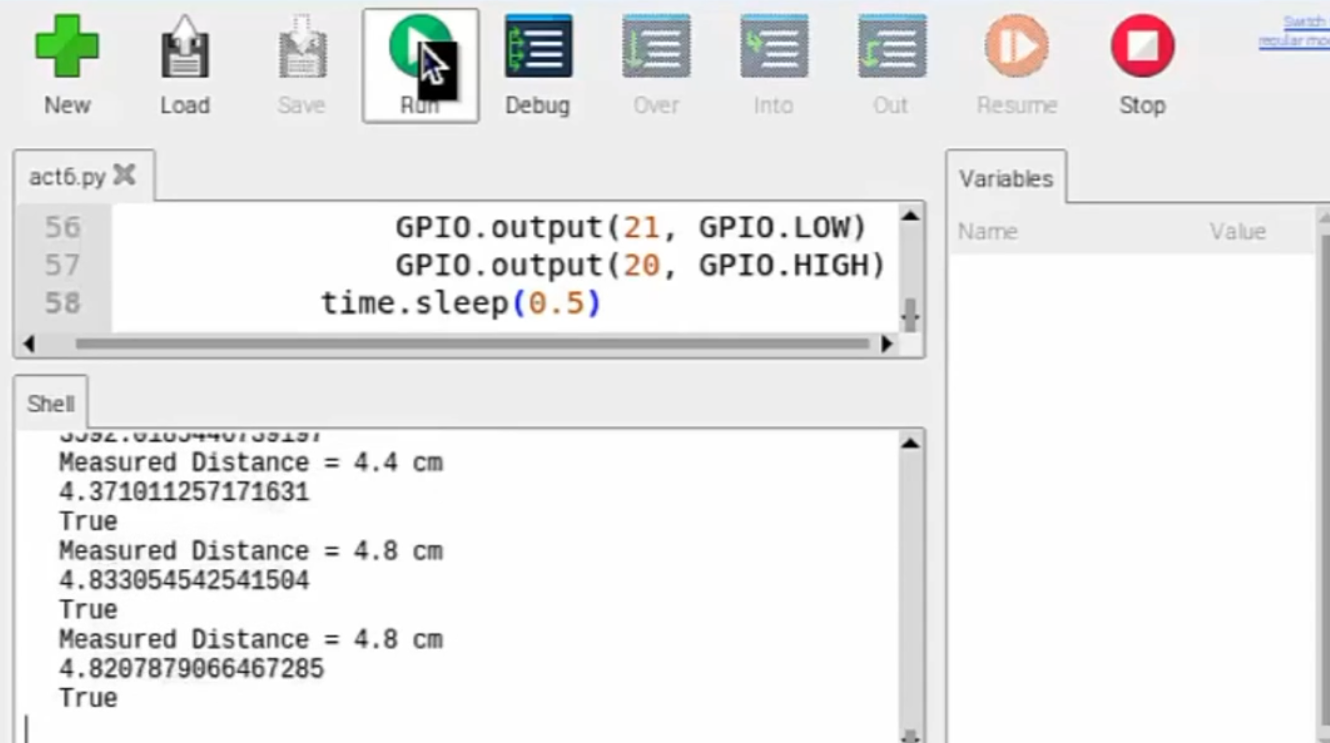 New Load Save Run Debug Over Into Out Resume Stop
Switch
regular mo
act6.py
56 GPIO.output(21, GPIO.LOW)
57 GPIO.output(20, GPIO.HIGH)
58 time.sleep(0.5)
Variables
Name Value
Shell
Measured Distance = 4.4 cm
4.371011257171631
True
Measured Distance = 4.8 cm
4.833054542541504
True
Measured Distance = 4.8 cm
4.8207879066467285
True